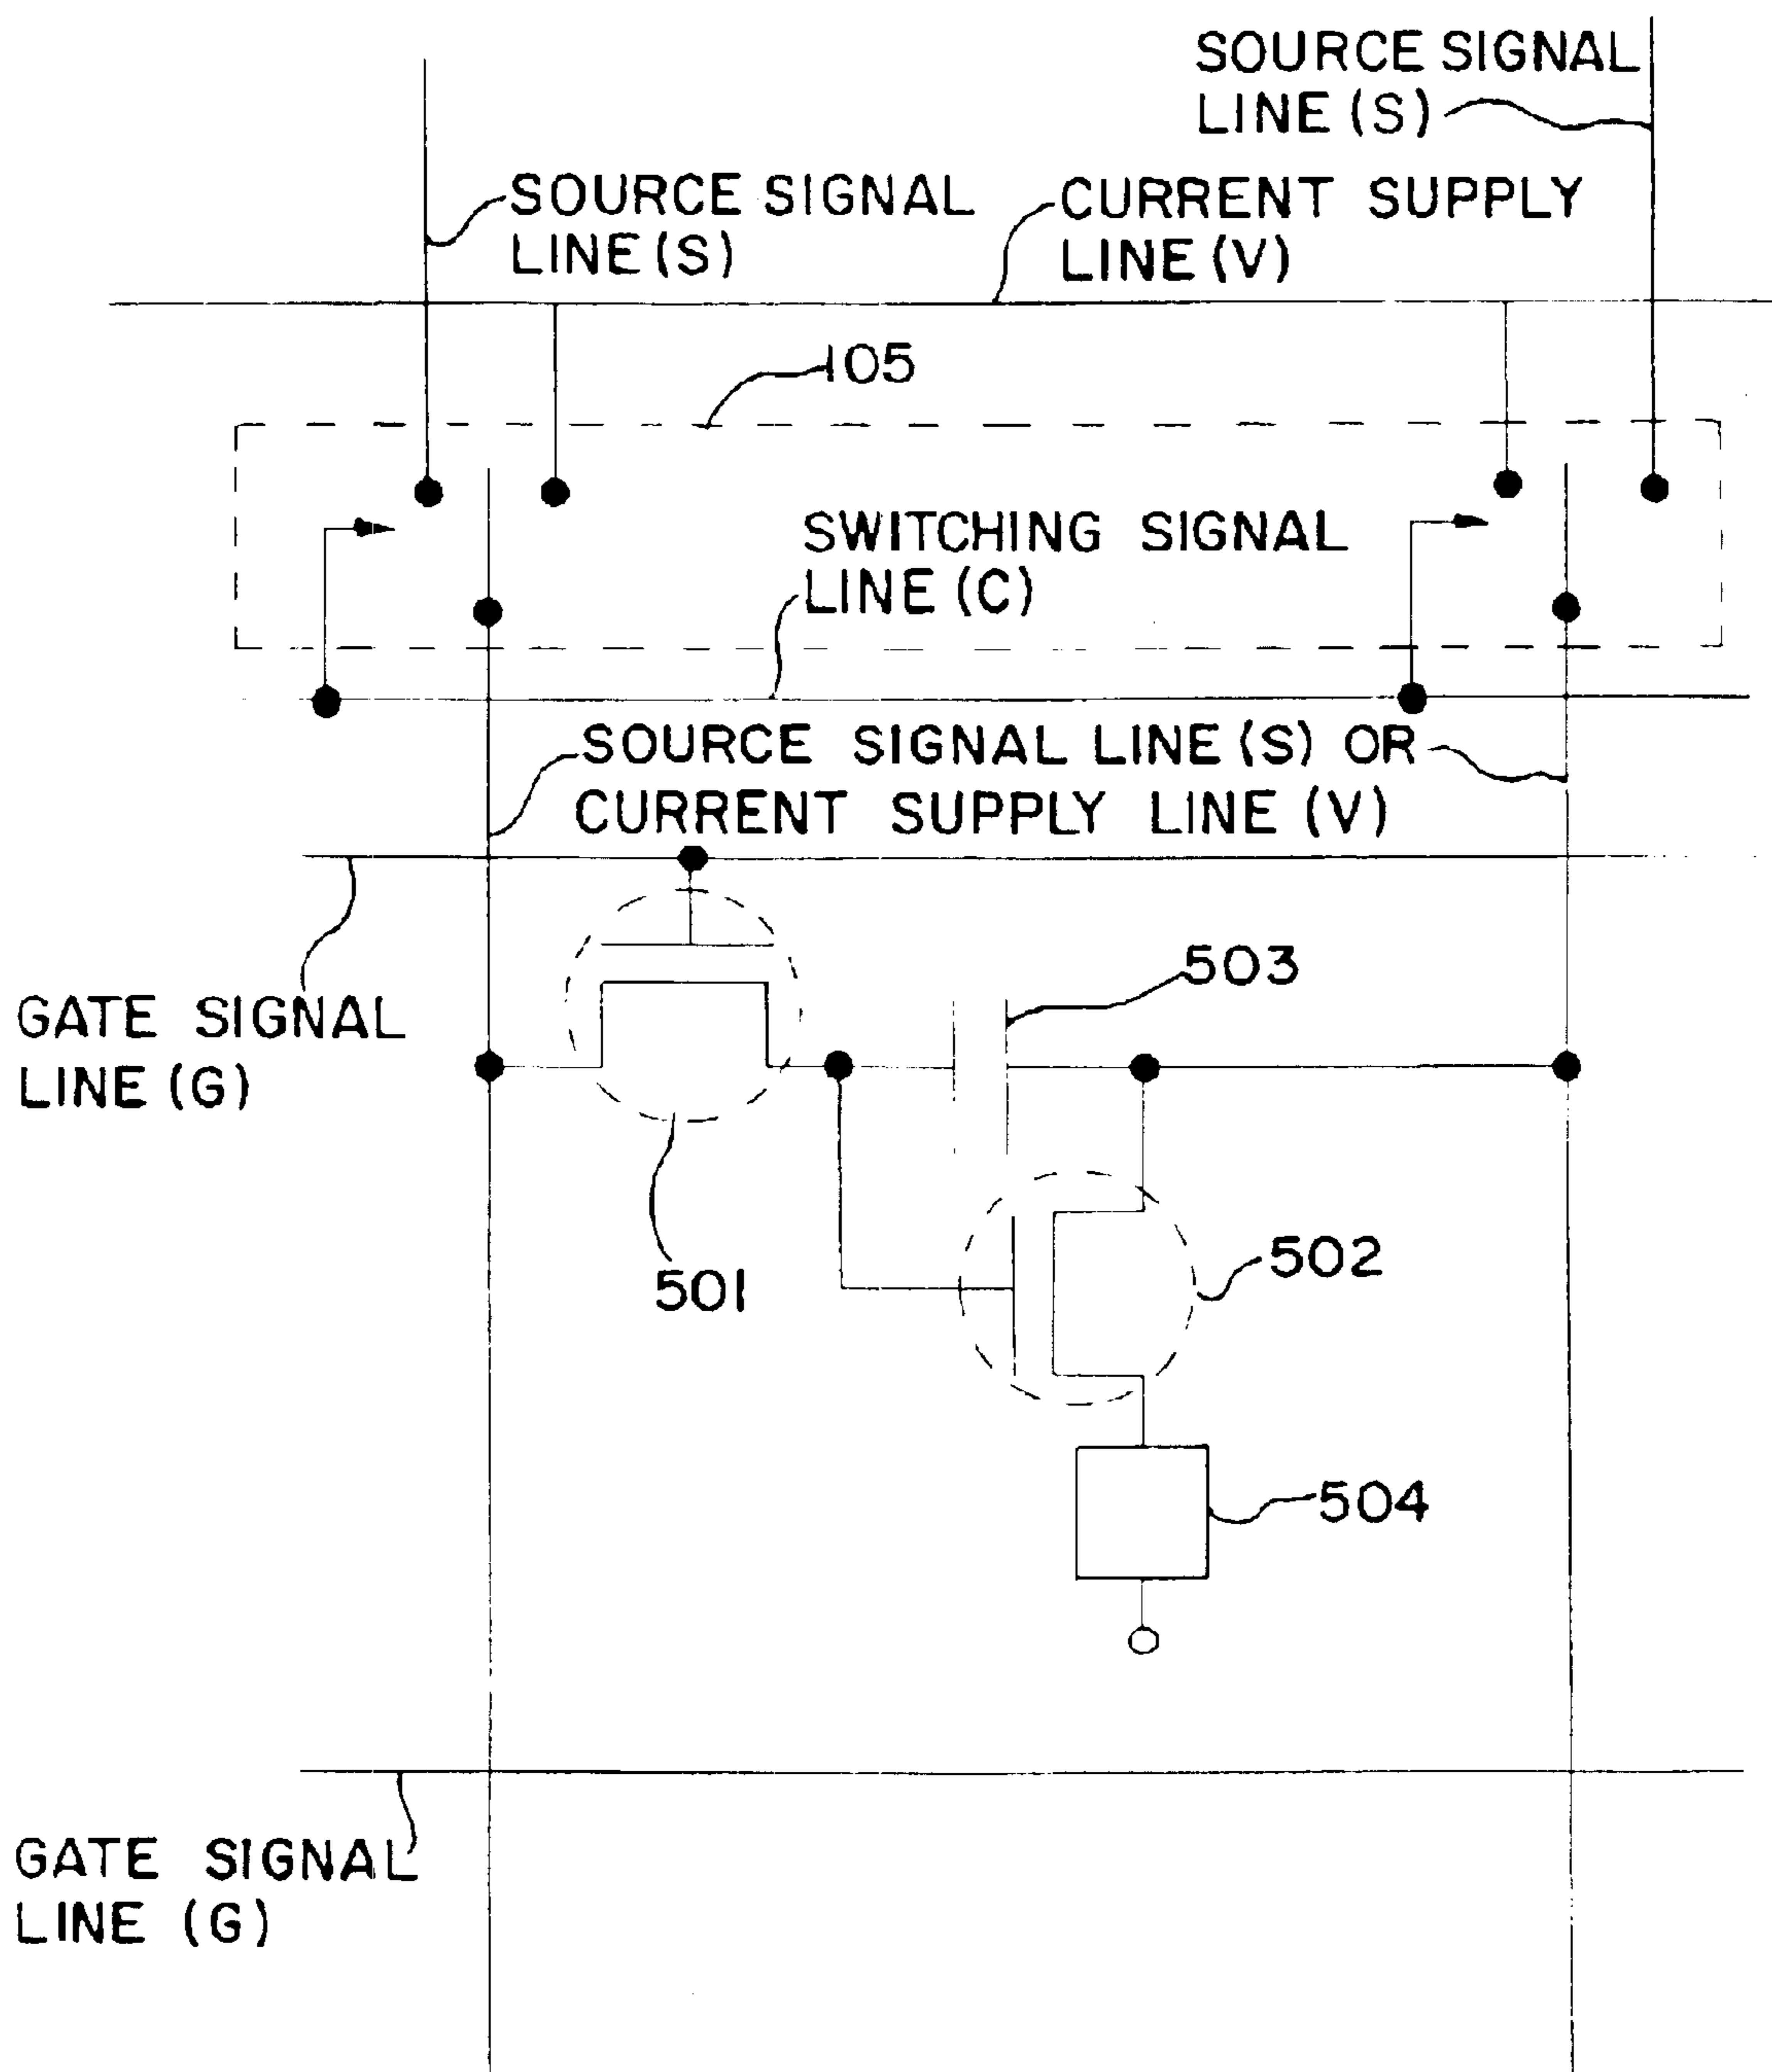 SOURCE SIGNAL
LINE (S)
SOURCE SIGNAL
LINE (S)
CURRENT SUPPLY
LINE (V)
105
SWITCHING SIGNAL
LINE (C)
SOURCE SIGNAL LINE (S) OR
CURRENT SUPPLY LINE (V)
503
GATE SIGNAL
LINE (G)
502
501
504
GATE SIGNAL
LINE (G)